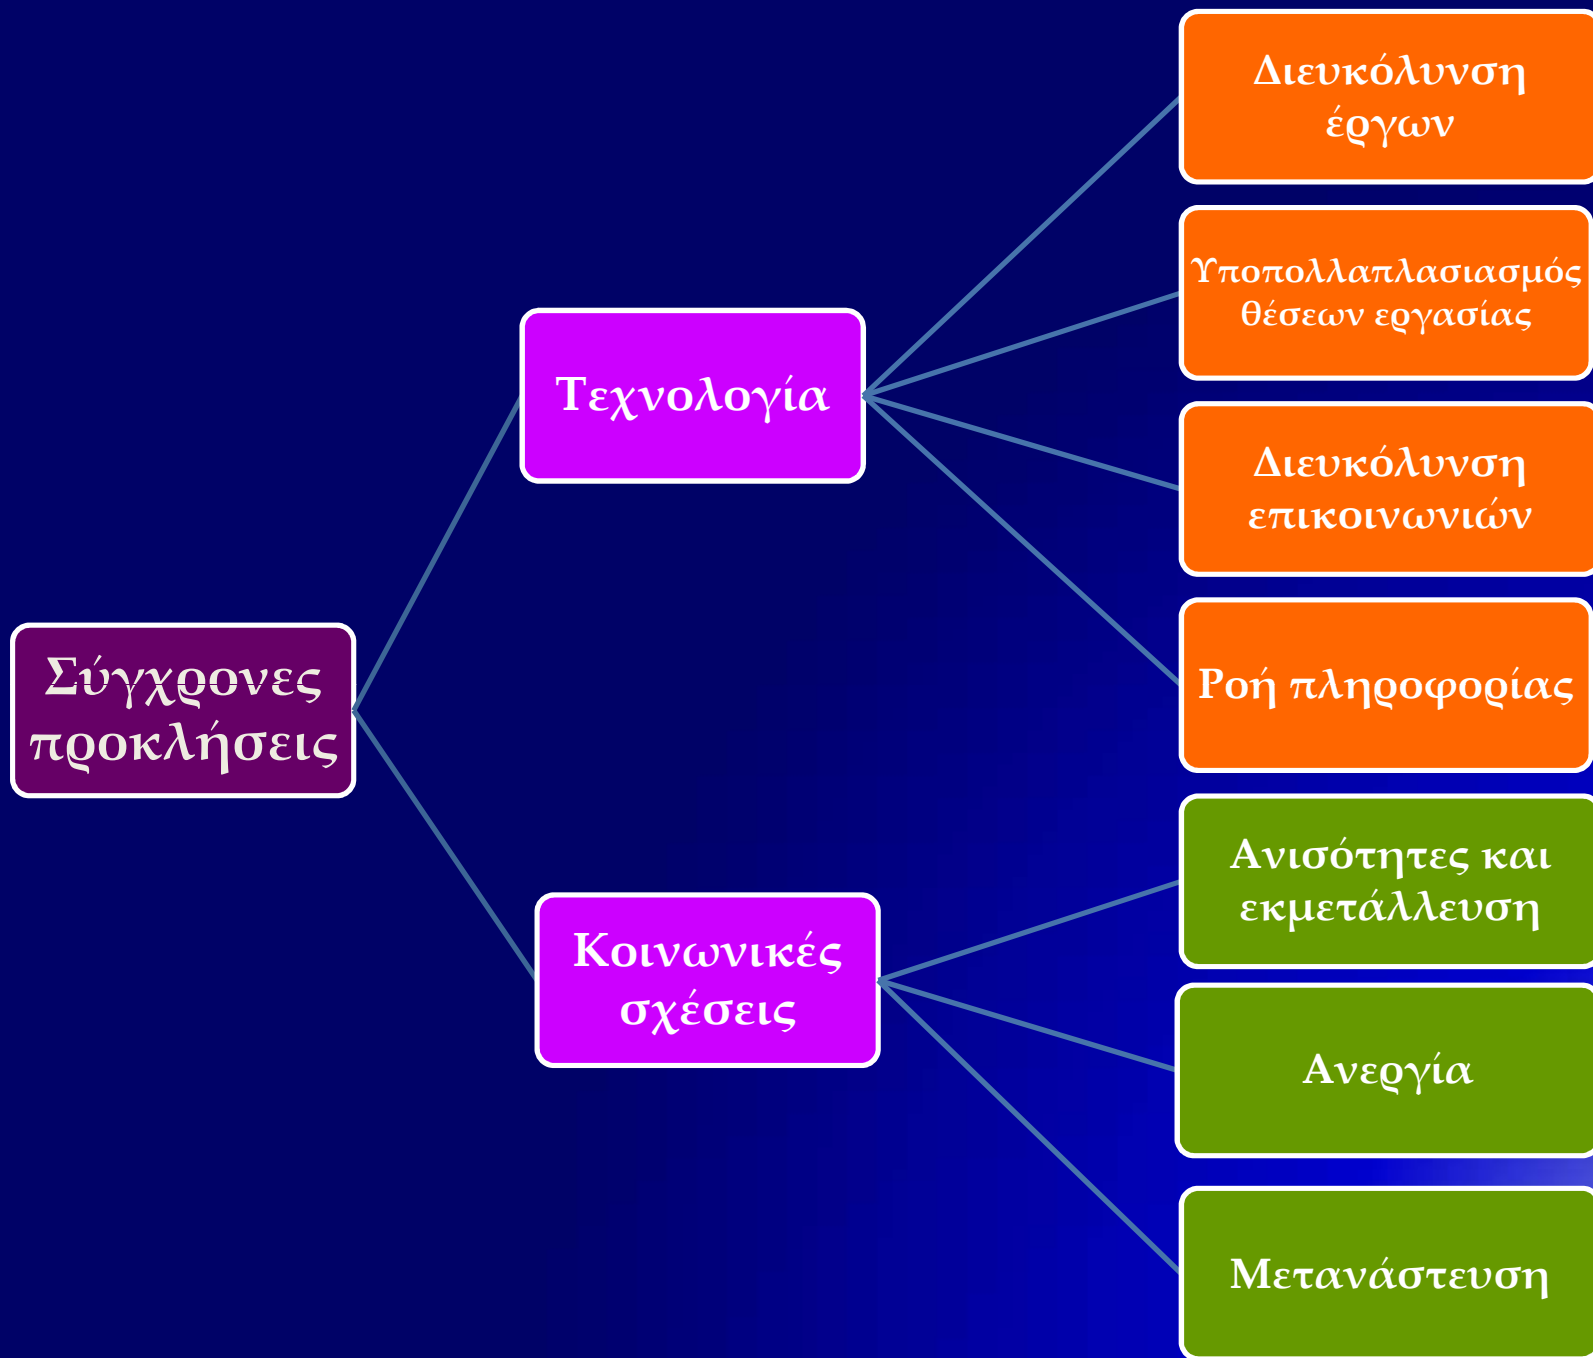 Διευκόλυνση
έργων
Υποπολλαπλασιασμός
θέσεων εργασίας
Τεχνολογία
Διευκόλυνση
επικοινωνιών
Σύγχρονες
προκλήσεις
Ροή πληροφορίας
Ανισότητες και
εκμετάλλευση
Κοινωνικές
σχέσεις
Ανεργία
Μετανάστευση